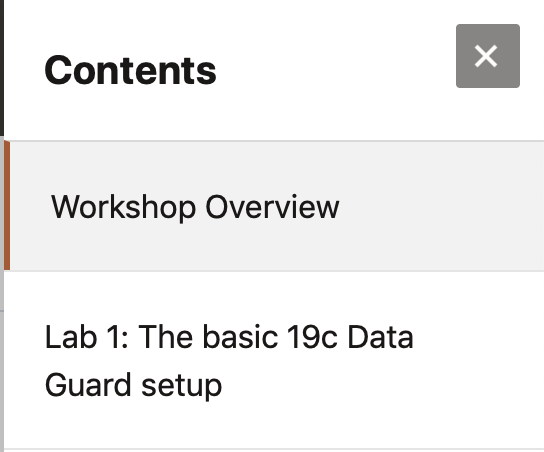 Contents
Workshop Overview
Lab 1: The basic 19c Data
Guard setup